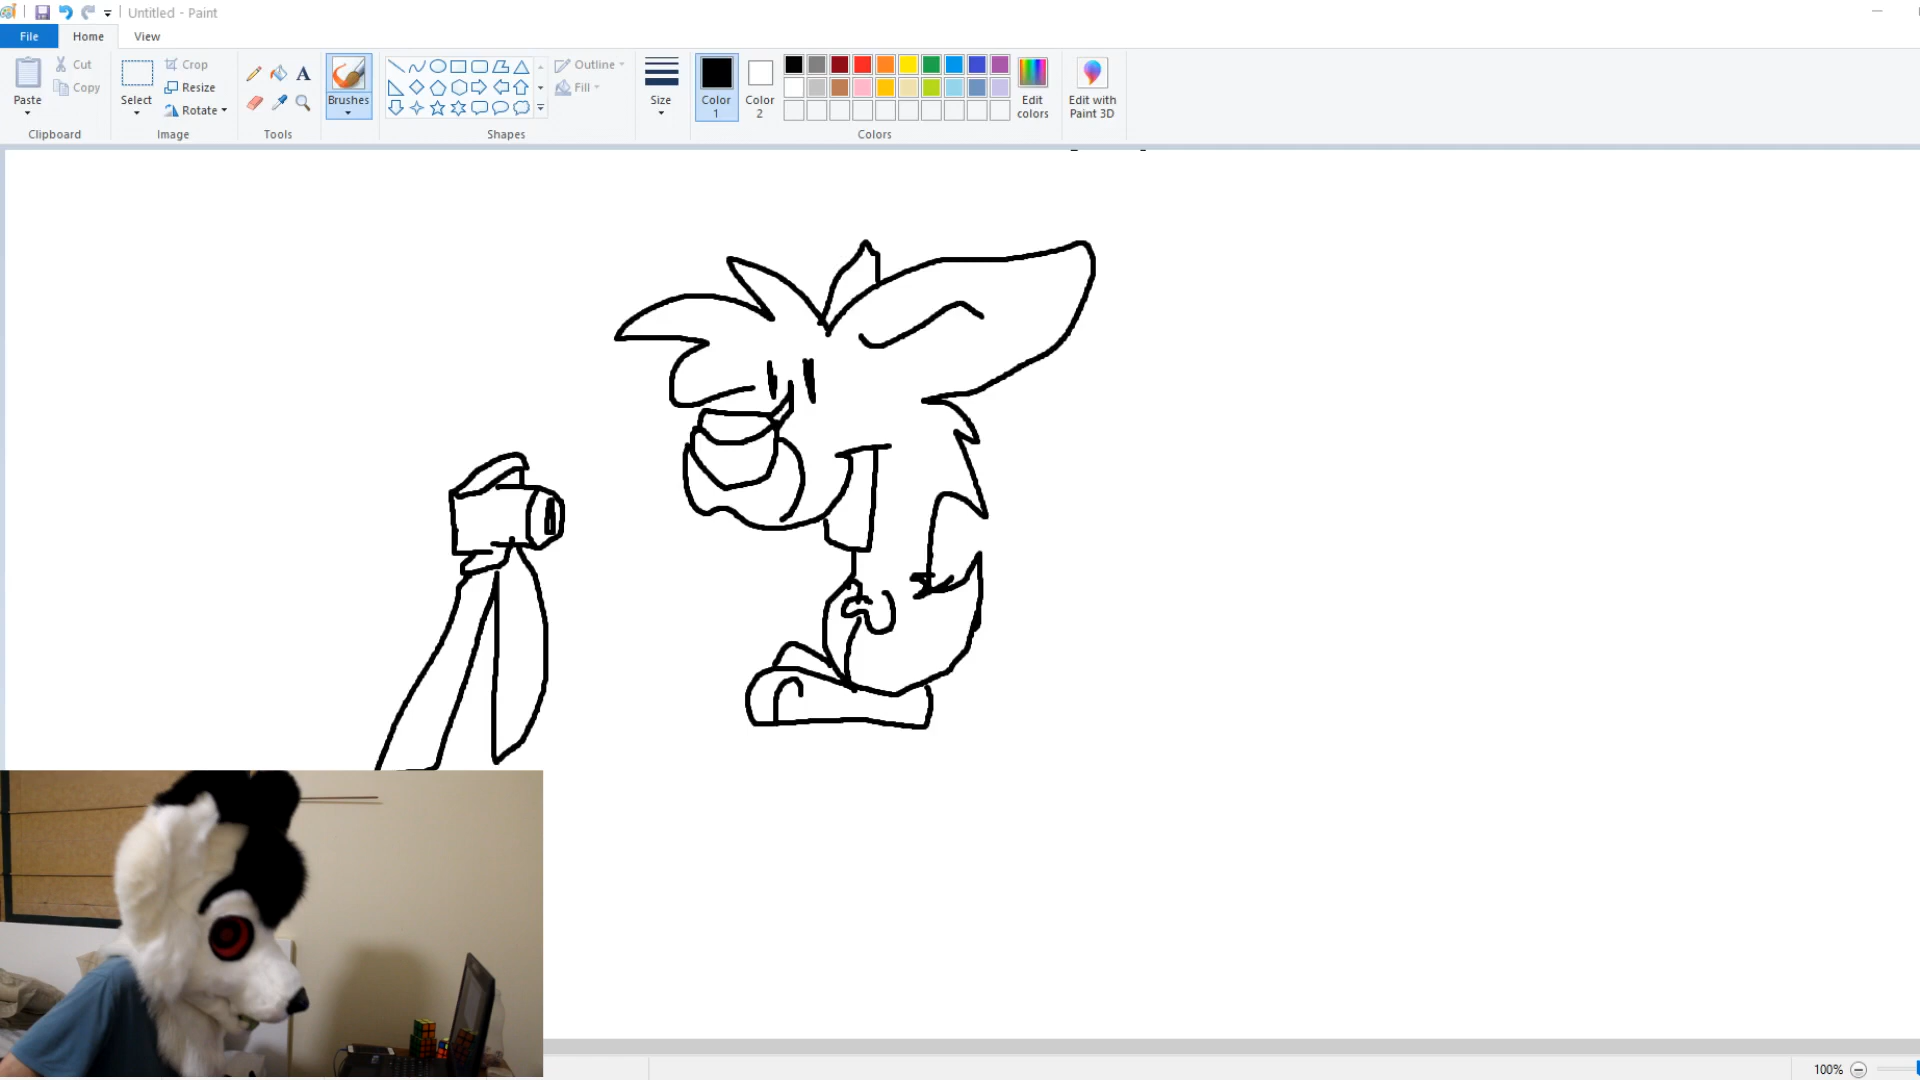 Untitled - Paint
File
Home
View
Paste
Cut
Copy
Clipboard
Select
Crop
Resize
Rotate
Image
Tools
Brushes
Shapes
Outline
Fill
Size
Color 1
Color 2
Edit colors
Colors
Edit with Paint 3D
100%